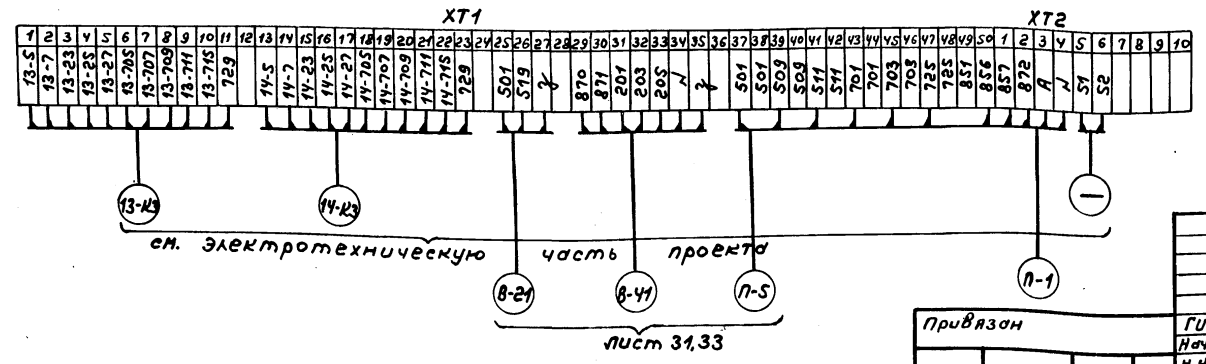 XT1 XT2
1 2 3 4 5 6 7 8 9 10 11 12 13 14 15 16 17 18 19 20 21 22 23 24 25 26 27 28 29 30 31 32 33 34 35 36 37 38 39 40 41 42 43 44 45 46 47 48 49 50 1 2 3 4 5 6 7 8 9 10
13-5 13-7 13-23 13-25 13-27 13-705 13-707 13-709 13-711 13-715 729 14-5 14-7 14-23 14-25 14-27 14-705 14-707 14-709 14-711 14-715 729 501 519 870 871 201 203 205 N 501 501 509 509 511 511 701 701 703 703 725 725 851 856 857 872 A N 51 52
13-К3 14-К3 —
см. электротехническую часть проекта
В-21 В-41 П-5 П-1
лист 31,33
Привязан
ГИ
Нач